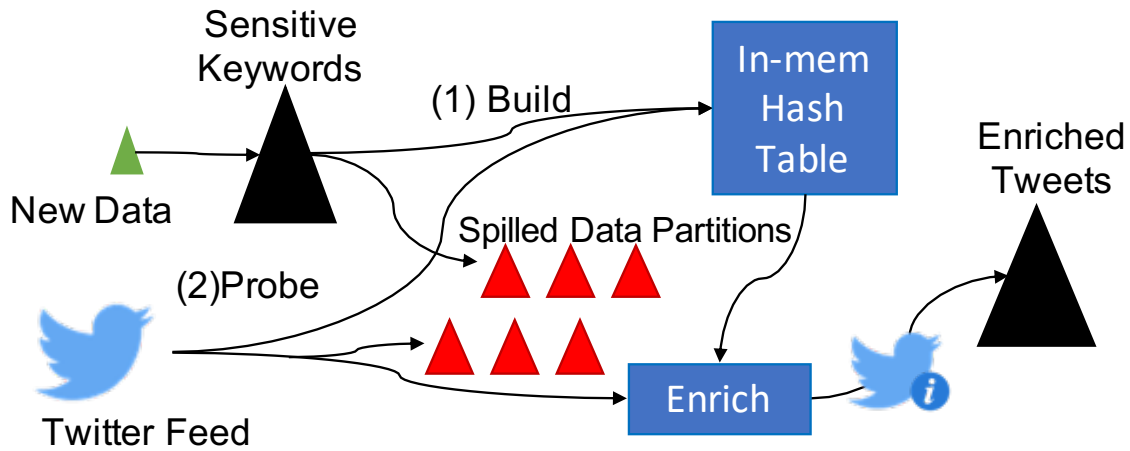 Sensitive
Keywords
(1) Build
In-mem
Hash
Table
Enriched
Tweets
New Data
Spilled Data Partitions
(2)Probe
Enrich
i
Twitter Feed